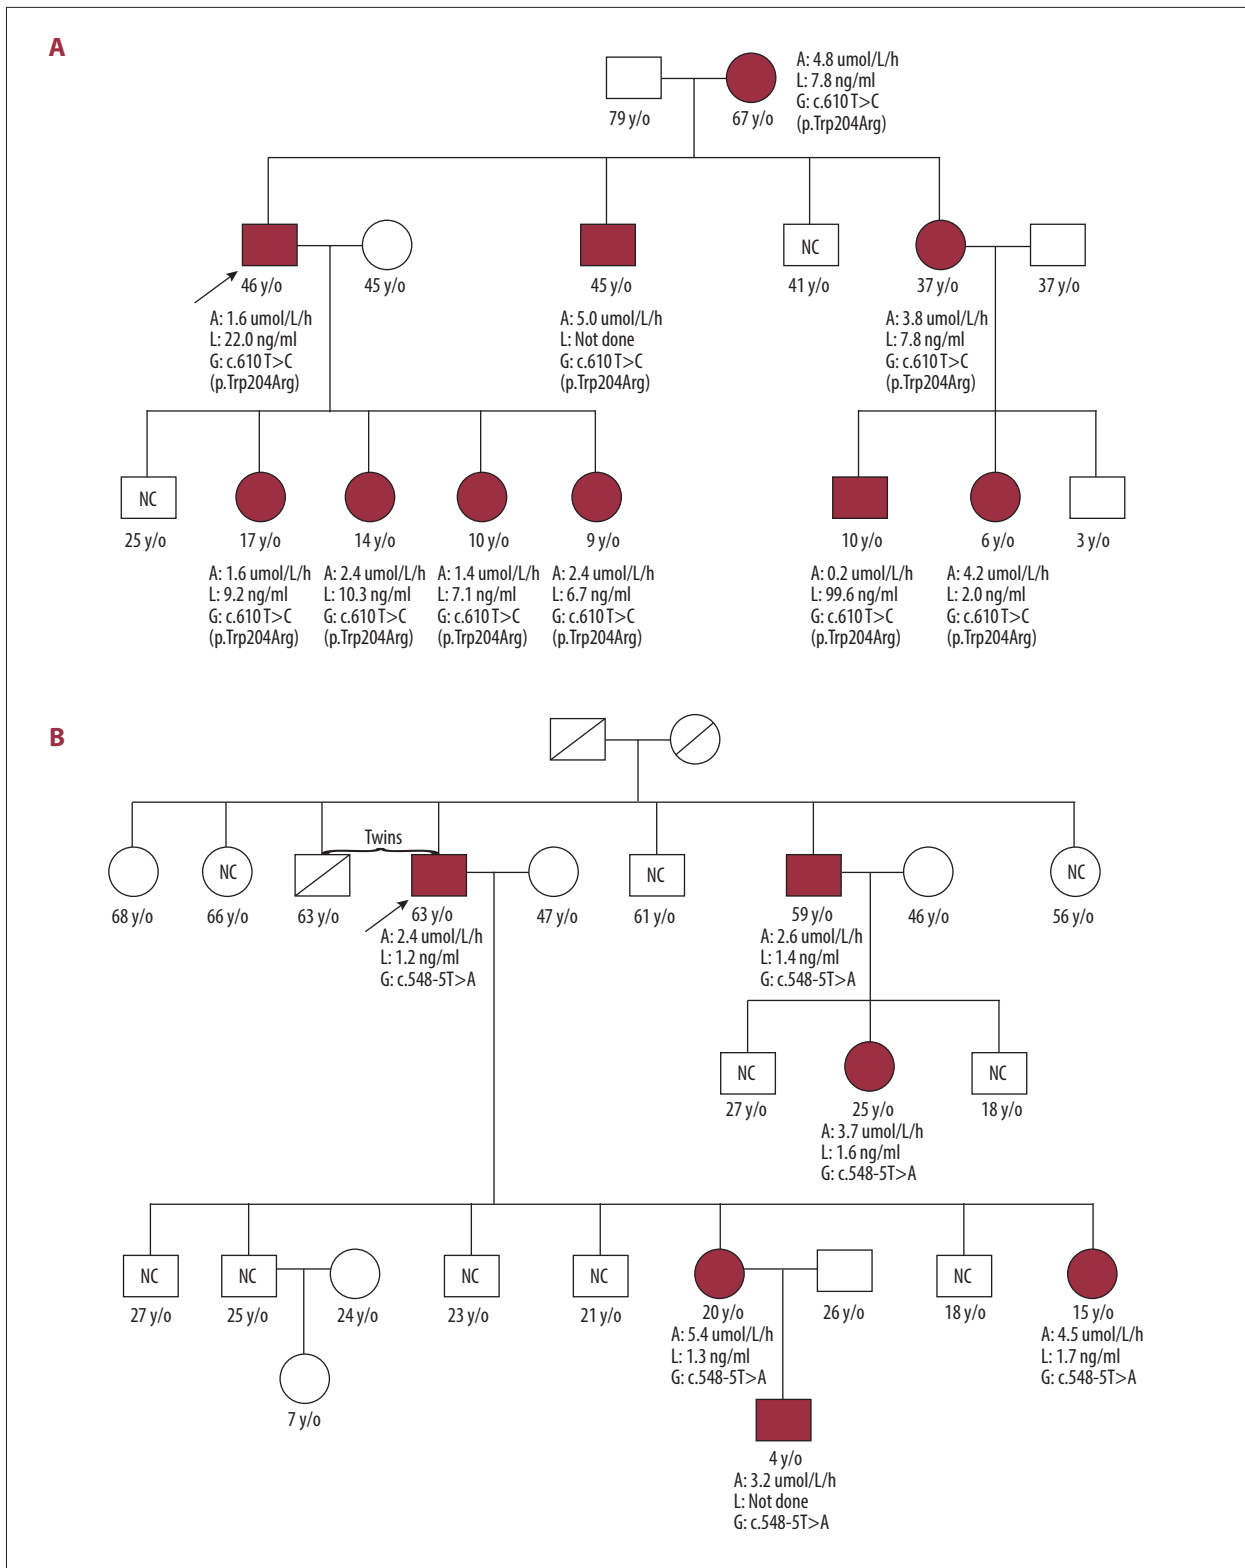 A
79 y/o
67 y/o
A: 4.8 umol/L/h
L: 7.8 ng/ml
G: c.610 T>C
(p.Trp204Arg)
46 y/o
A: 1.6 umol/L/h
L: 22.0 ng/ml
G: c.610 T>C
(p.Trp204Arg)
45 y/o
45 y/o
A: 5.0 umol/L/h
L: Not done
G: c.610 T>C
(p.Trp204Arg)
NC
41 y/o
37 y/o
A: 3.8 umol/L/h
L: 7.8 ng/ml
G: c.610 T>C
(p.Trp204Arg)
37 y/o
NC
25 y/o
17 y/o
A: 1.6 umol/L/h
L: 9.2 ng/ml
G: c.610 T>C
(p.Trp204Arg)
14 y/o
A: 2.4 umol/L/h
L: 10.3 ng/ml
G: c.610 T>C
(p.Trp204Arg)
10 y/o
A: 1.4 umol/L/h
L: 7.1 ng/ml
G: c.610 T>C
(p.Trp204Arg)
9 y/o
A: 2.4 umol/L/h
L: 6.7 ng/ml
G: c.610 T>C
(p.Trp204Arg)
10 y/o
A: 0.2 umol/L/h
L: 99.6 ng/ml
G: c.610 T>C
(p.Trp204Arg)
6 y/o
A: 4.2 umol/L/h
L: 2.0 ng/ml
G: c.610 T>C
(p.Trp204Arg)
3 y/o
B
Twins
68 y/o
NC
66 y/o
63 y/o
63 y/o
A: 2.4 umol/L/h
L: 1.2 ng/ml
G: c.548-5T>A
47 y/o
NC
61 y/o
59 y/o
A: 2.6 umol/L/h
L: 1.4 ng/ml
G: c.548-5T>A
46 y/o
NC
56 y/o
NC
27 y/o
25 y/o
A: 3.7 umol/L/h
L: 1.6 ng/ml
G: c.548-5T>A
NC
18 y/o
NC
27 y/o
NC
25 y/o
24 y/o
NC
23 y/o
NC
21 y/o
20 y/o
A: 5.4 umol/L/h
L: 1.3 ng/ml
G: c.548-5T>A
26 y/o
NC
18 y/o
15 y/o
A: 4.5 umol/L/h
L: 1.7 ng/ml
G: c.548-5T>A
7 y/o
4 y/o
A: 3.2 umol/L/h
L: Not done
G: c.548-5T>A